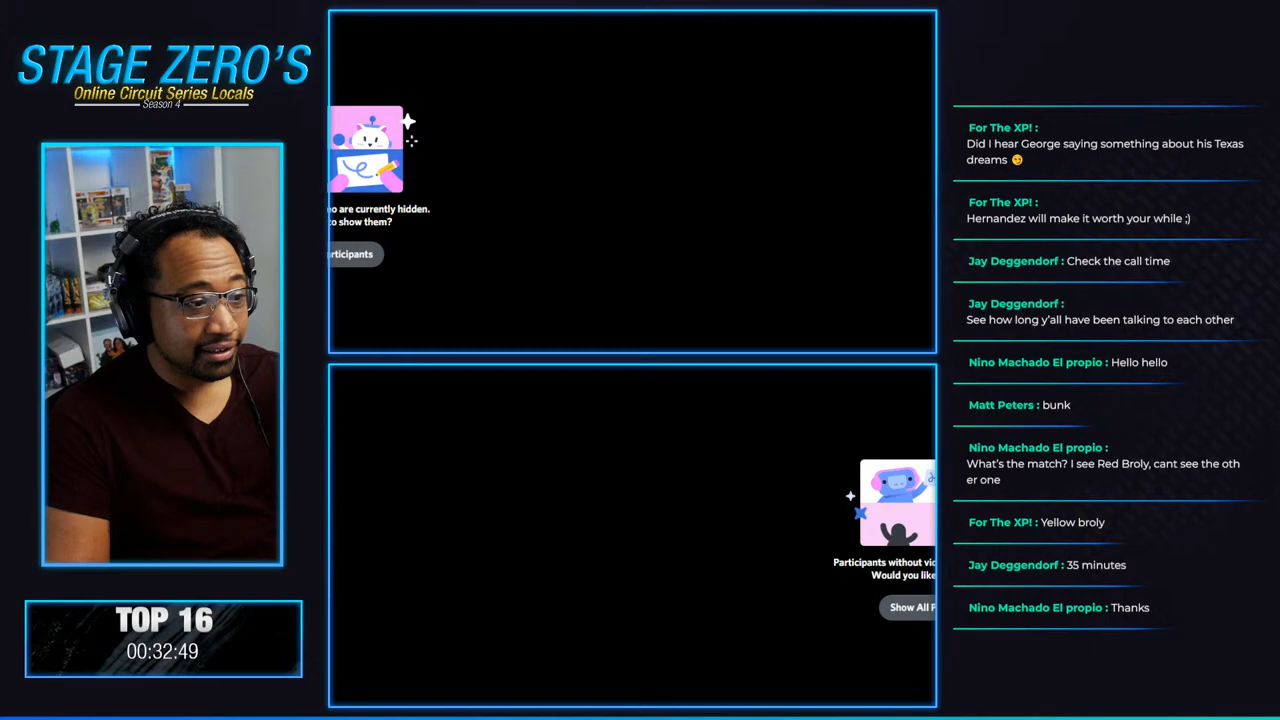 STAGE ZERO'S
Online Circuit Series Locals
Season 4
TOP 16
00:32:49
o are currently hidden.
to show them?
rticipants
Participants without vi
Would you like
Show All P
For The XP! :
Did I hear George saying something about his Texas
dreams 😏
For The XP! :
Hernandez will make it worth your while ;)
Jay Deggendorf : Check the call time
Jay Deggendorf :
See how long y'all have been talking to each other
Nino Machado El propio : Hello hello
Matt Peters : bunk
Nino Machado El propio :
What's the match? I see Red Broly, cant see the oth
er one
For The XP! : Yellow broly
Jay Deggendorf : 35 minutes
Nino Machado El propio : Thanks